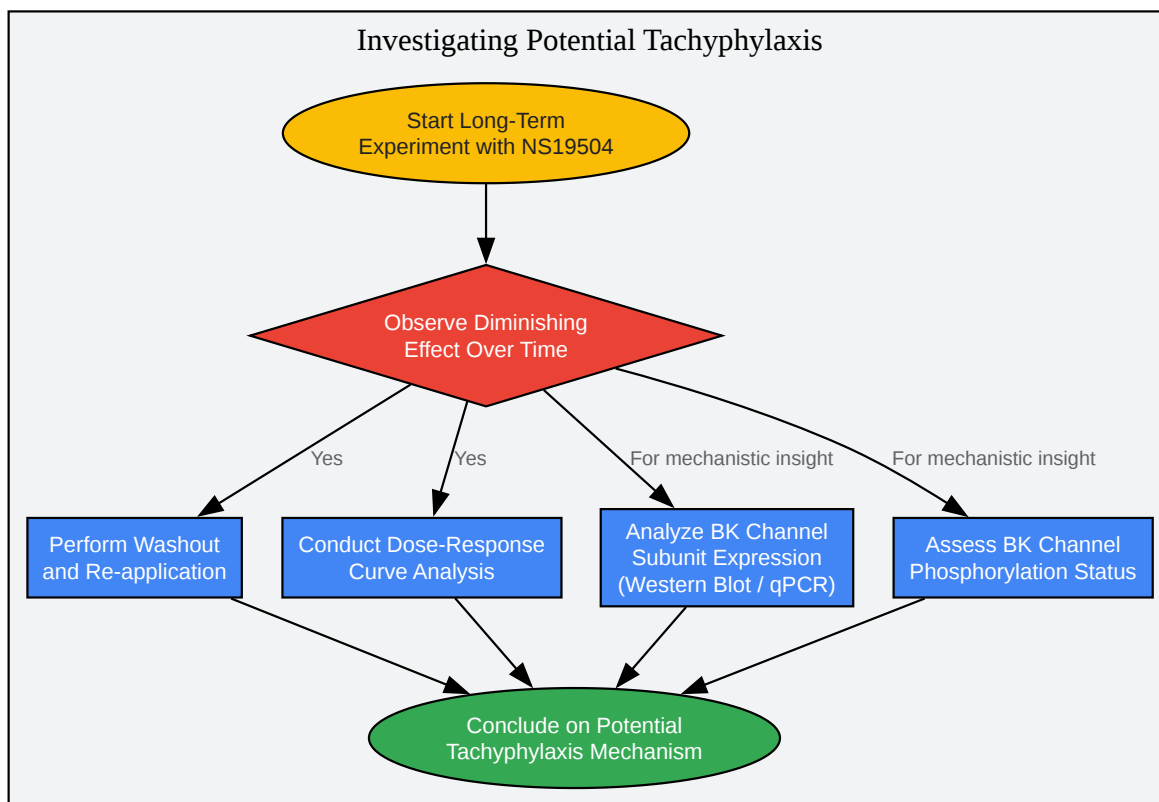 Investigating Potential Tachyphylaxis
Start Long-Term
Experiment with NS19504
Observe Diminishing
Effect Over Time
Yes
Yes
For mechanistic insight
For mechanistic insight
Perform Washout
and Re-application
Conduct Dose-Response
Curve Analysis
Analyze BK Channel
Subunit Expression
(Western Blot / qPCR)
Assess BK Channel
Phosphorylation Status
Conclude on Potential
Tachyphylaxis Mechanism